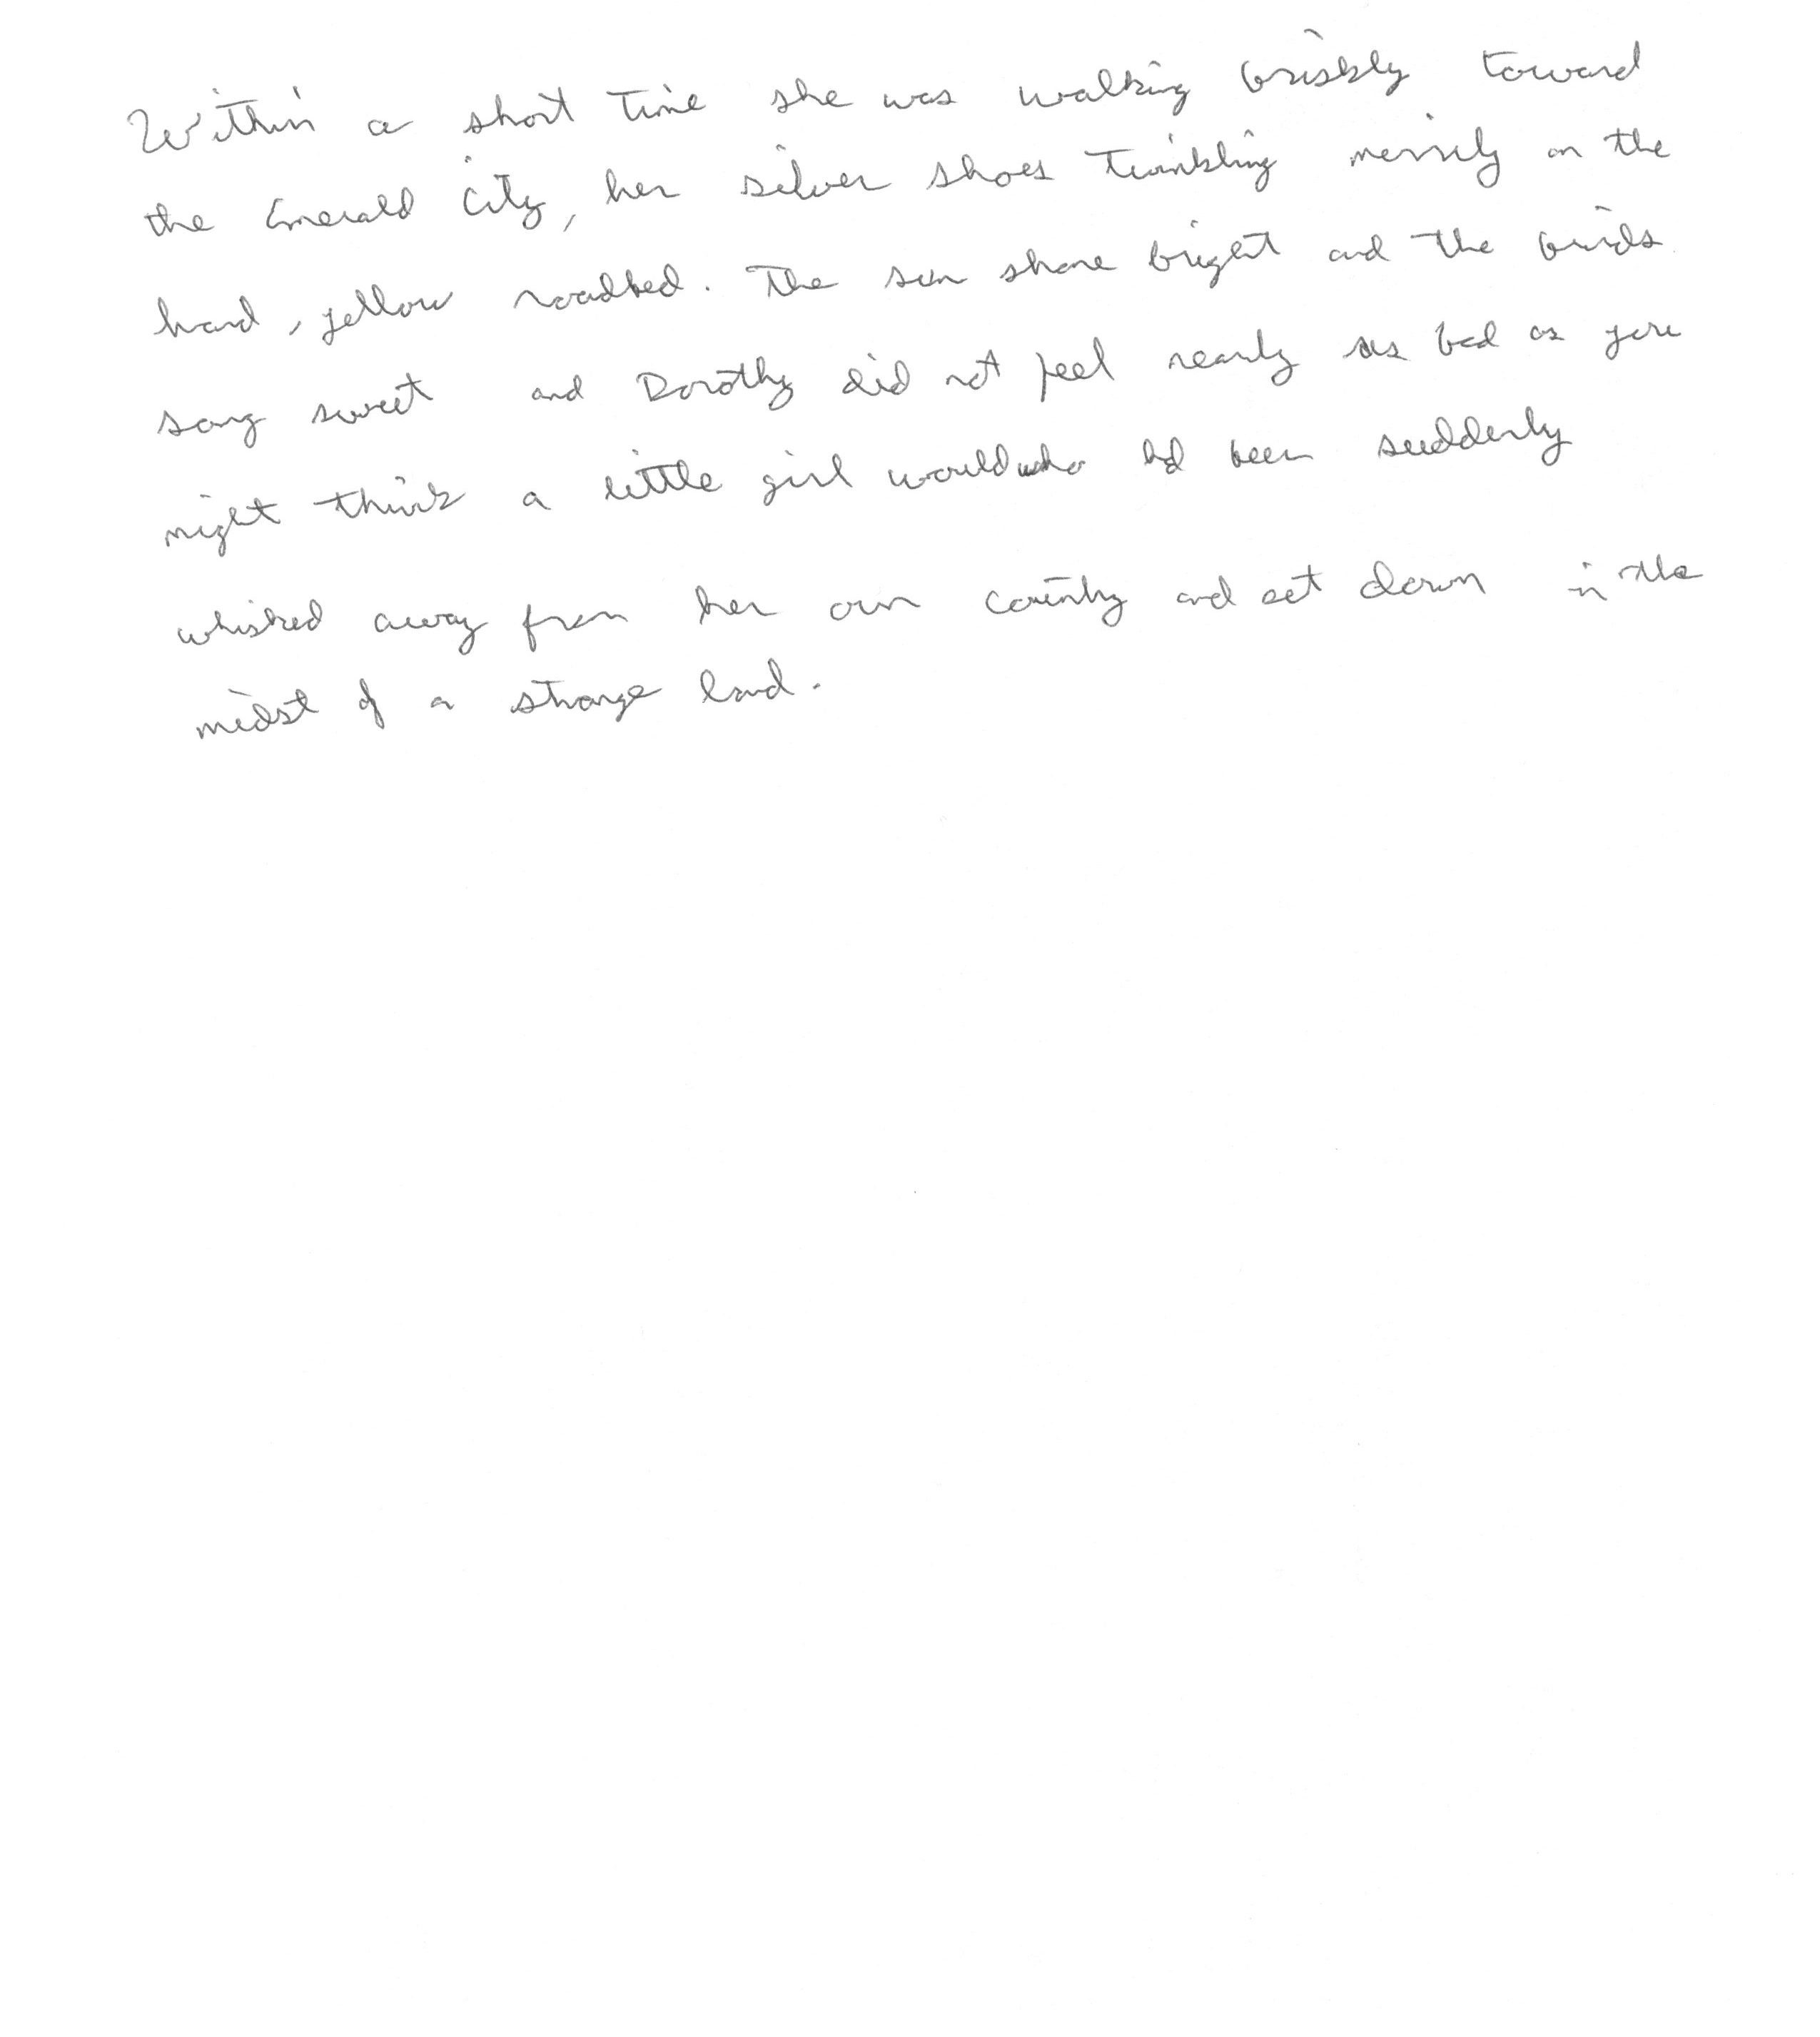 Within a short time she was walking briskly toward
the Emerald City, her silver shoes twinkling merrily on the
hard, yellow roadbed. The sun shone bright and the birds
sang sweet and Dorothy did not feel nearly as bad as you
might think a little girl would who had been suddenly
whisked away from her own country and set down in the
midst of a strange land.